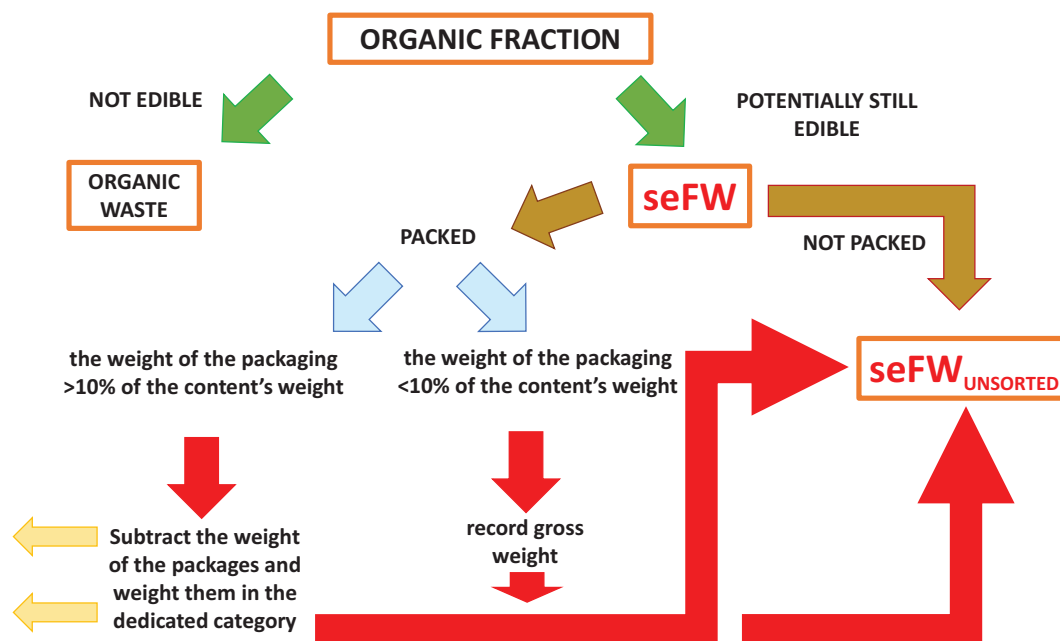 ORGANIC FRACTION
NOT EDIBLE
POTENTIALLY STILL
EDIBLE
ORGANIC
WASTE
seFW
PACKED
NOT PACKED
the weight of the packaging
>10% of the content's weight
the weight of the packaging
<10% of the content's weight
seFW UNSORTED
Subtract the weight
of the packages and
weight them in the
dedicated category
record gross
weight